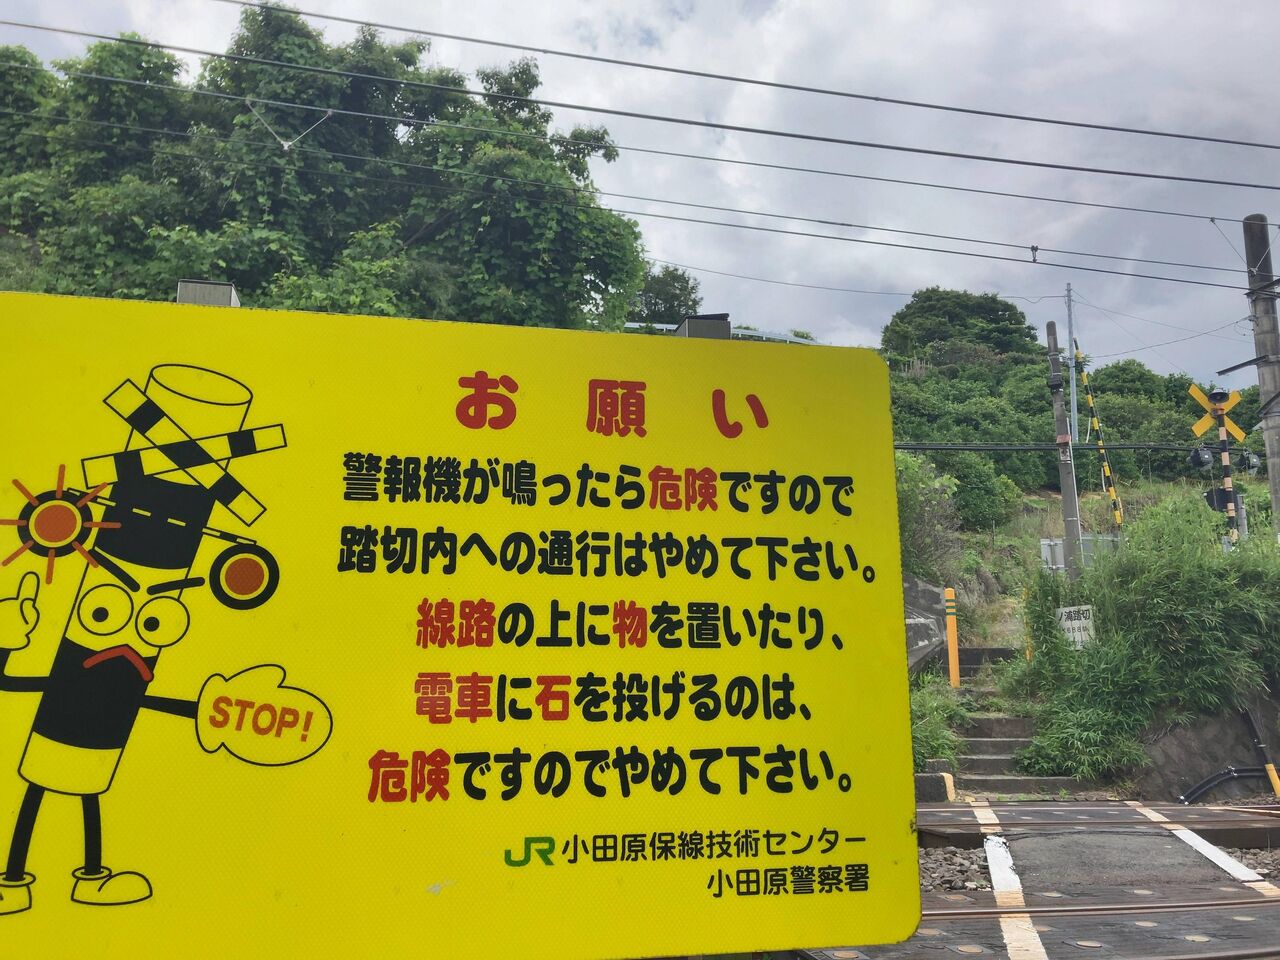 お願い
警報機が鳴ったら危険ですので
踏切内への通行はやめて下さい。
線路の上に物を置いたり、
電車に石を投げるのは、
危険ですのでやめて下さい。
STOP!
JR 小田原保線技術センター
小田原警察署
ノ浦踏切